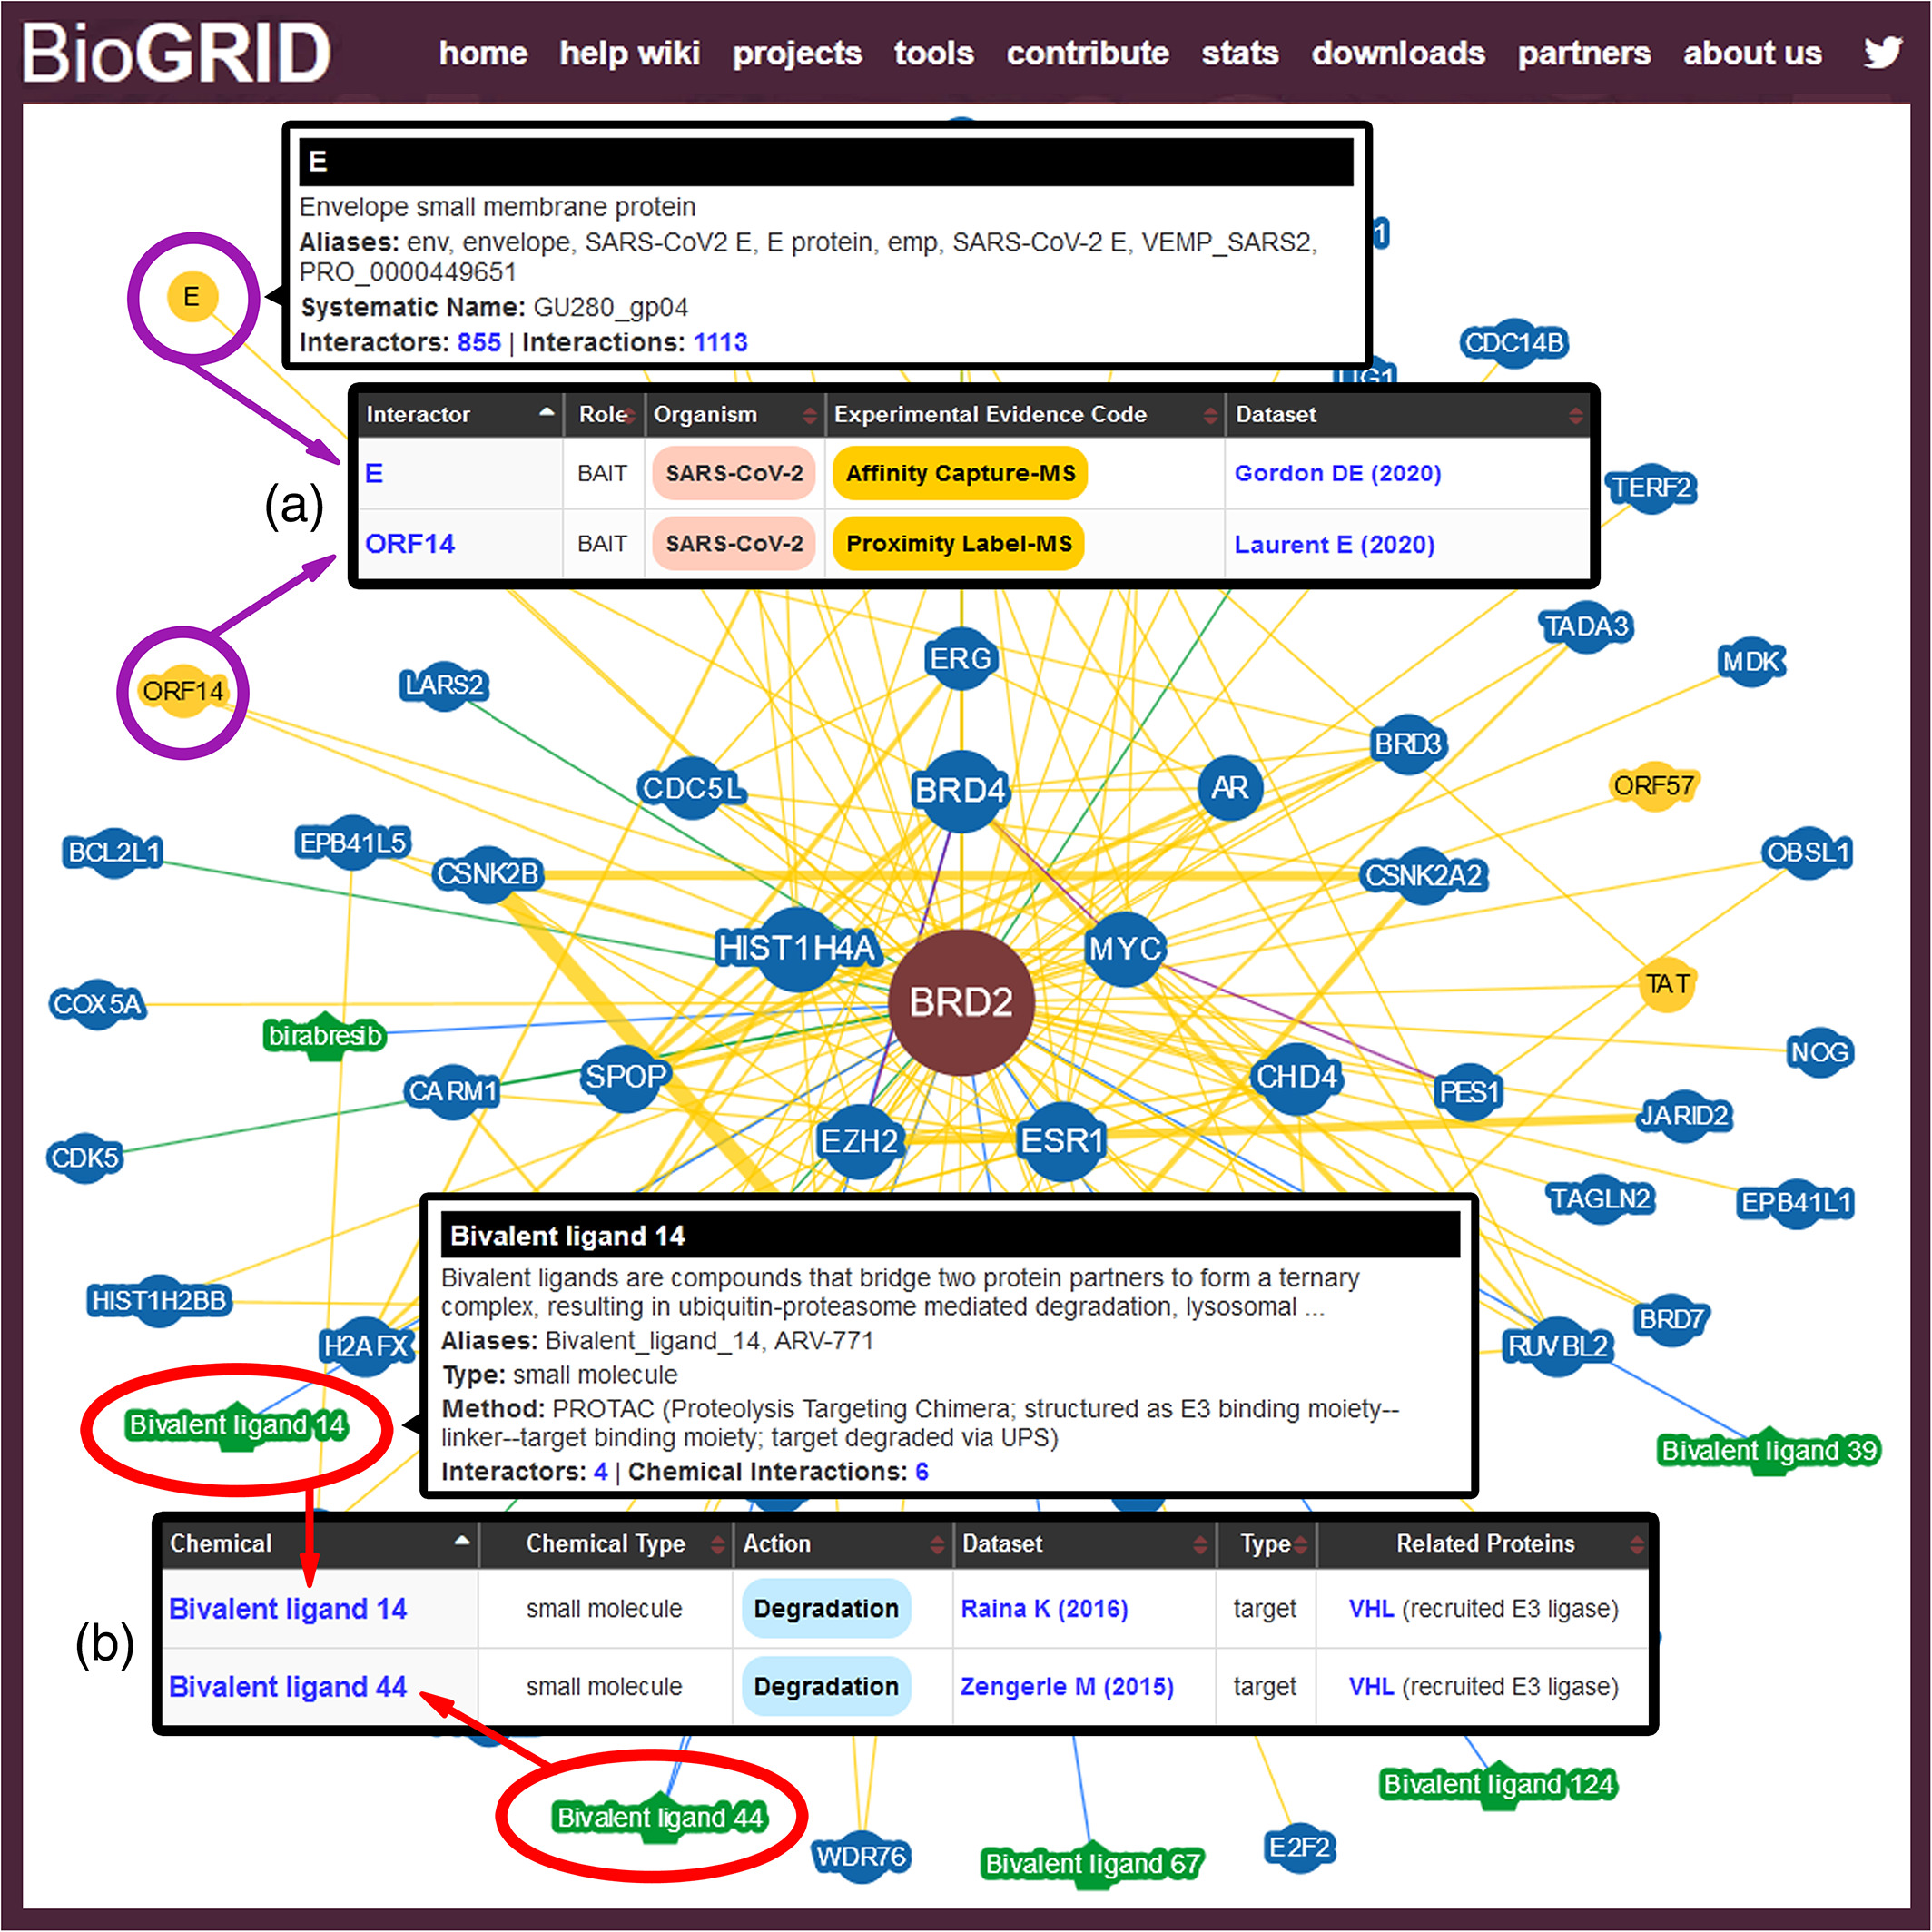 BioGRID home help wiki projects tools contribute stats downloads partners about us
E
Envelope small membrane protein
Aliases: env, envelope, SARS-CoV2 E, E protein, emp, SARS-CoV-2 E, VEMP_SARS2,
PRO_0000449651
Systematic Name: GU280_gp04
Interactors: 855 | Interactions: 1113
E
CDC14B
(a)
Interactor Role Organism Experimental Evidence Code Dataset
E BAIT SARS-CoV-2 Affinity Capture-MS Gordon DE (2020)
ORF14 BAIT SARS-CoV-2 Proximity Label-MS Laurent E (2020)
TERF2
TADA3
ERG
MDK
ORF14
LARS2
BRD3
CDC5L
BRD4
AR
ORF57
BCL2L1
EPB41L5
CSNK2B
CSNK2A2
OBSL1
HIST1H4A
MYC
COX5A
BRD2
TAT
birabresib
NOG
CARM1
SPOP
CHD4
PES1
JARID2
CDK5
EZH2
ESR1
TAGLN2
EPB41L1
Bivalent ligand 14
Bivalent ligands are compounds that bridge two protein partners to form a ternary
complex, resulting in ubiquitin-proteasome mediated degradation, lysosomal ...
Aliases: Bivalent_ligand_14, ARV-771
Type: small molecule
Method: PROTAC (Proteolysis Targeting Chimera; structured as E3 binding moiety--
linker--target binding moiety; target degraded via UPS)
Interactors: 4 | Chemical Interactions: 6
HIST1H2BB
H2AFX
BRD7
RUVBL2
Bivalent ligand 14
Bivalent ligand 39
(b)
Chemical Chemical Type Action Dataset Type Related Proteins
Bivalent ligand 14 small molecule Degradation Raina K (2016) target VHL (recruited E3 ligase)
Bivalent ligand 44 small molecule Degradation Zengerle M (2015) target VHL (recruited E3 ligase)
Bivalent ligand 124
Bivalent ligand 44
WDR76
Bivalent ligand 67
E2F2